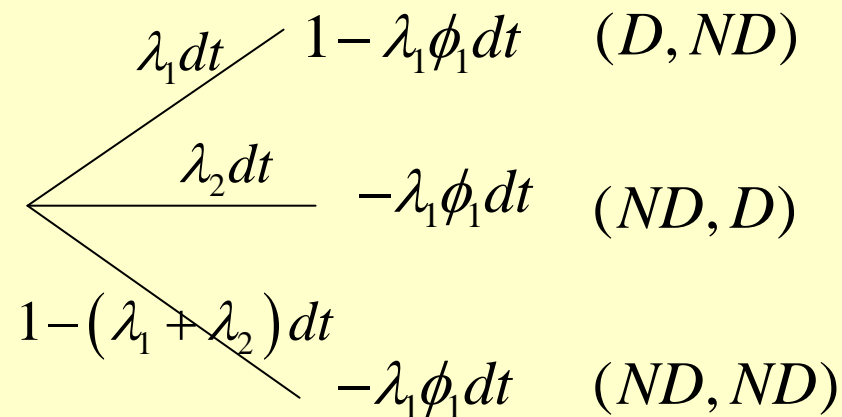 λ₁dt 1 − λ₁ϕ₁dt (D, ND)
λ₂dt −λ₁ϕ₁dt (ND, D)
1 − (λ₁ + λ₂)dt
−λ₁ϕ₁dt (ND, ND)